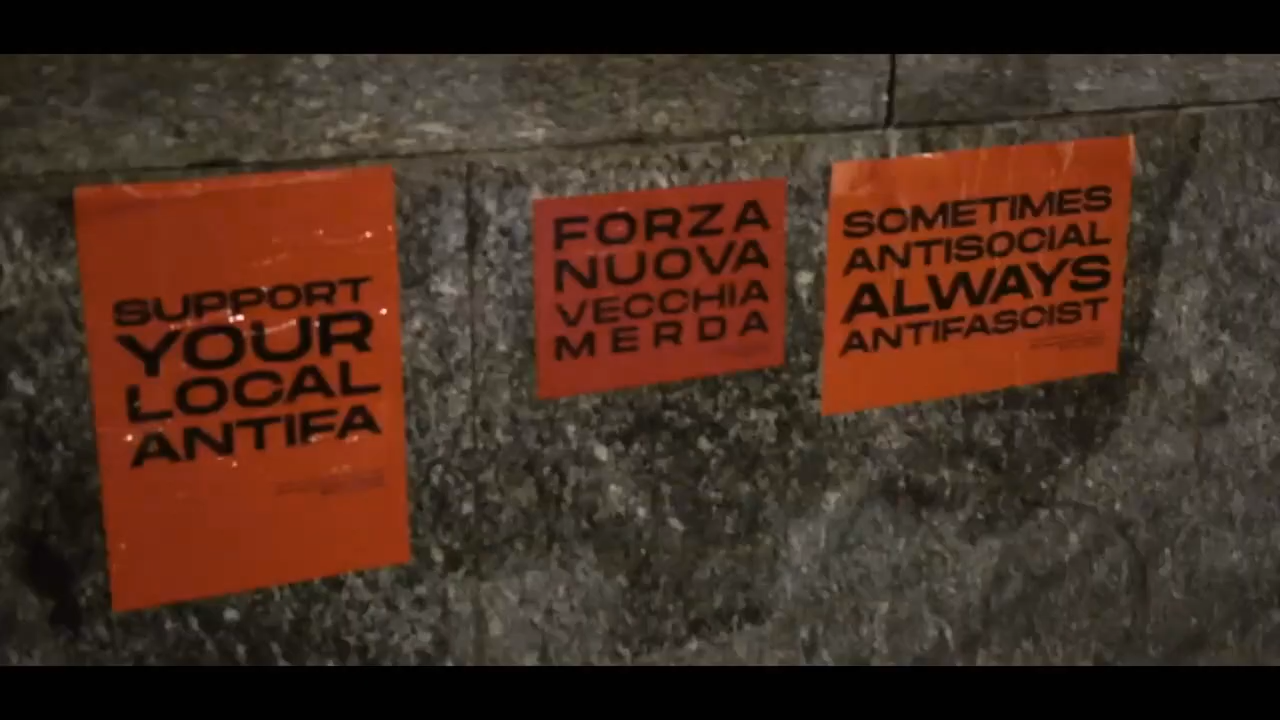 SUPPORT
YOUR
LOCAL
ANTIFA
FORZA
NUOVA
VECCHIA
MERDA
SOMETIMES
ANTISOCIAL
ALWAYS
ANTIFASCIST